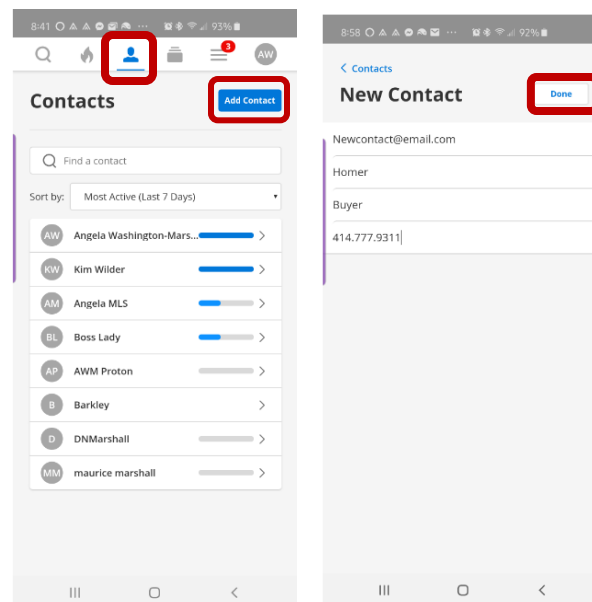 8:41 93%
3
AW
Contacts
Add Contact
Find a contact
Sort by: Most Active (Last 7 Days)
AW Angela Washington-Mars...
KW Kim Wilder
AM Angela MLS
BL Boss Lady
AP AWM Proton
B Barkley
D DNMarshall
MM maurice marshall
8:58 92%
Contacts
New Contact
Done
Newcontact@email.com
Homer
Buyer
414.777.9311